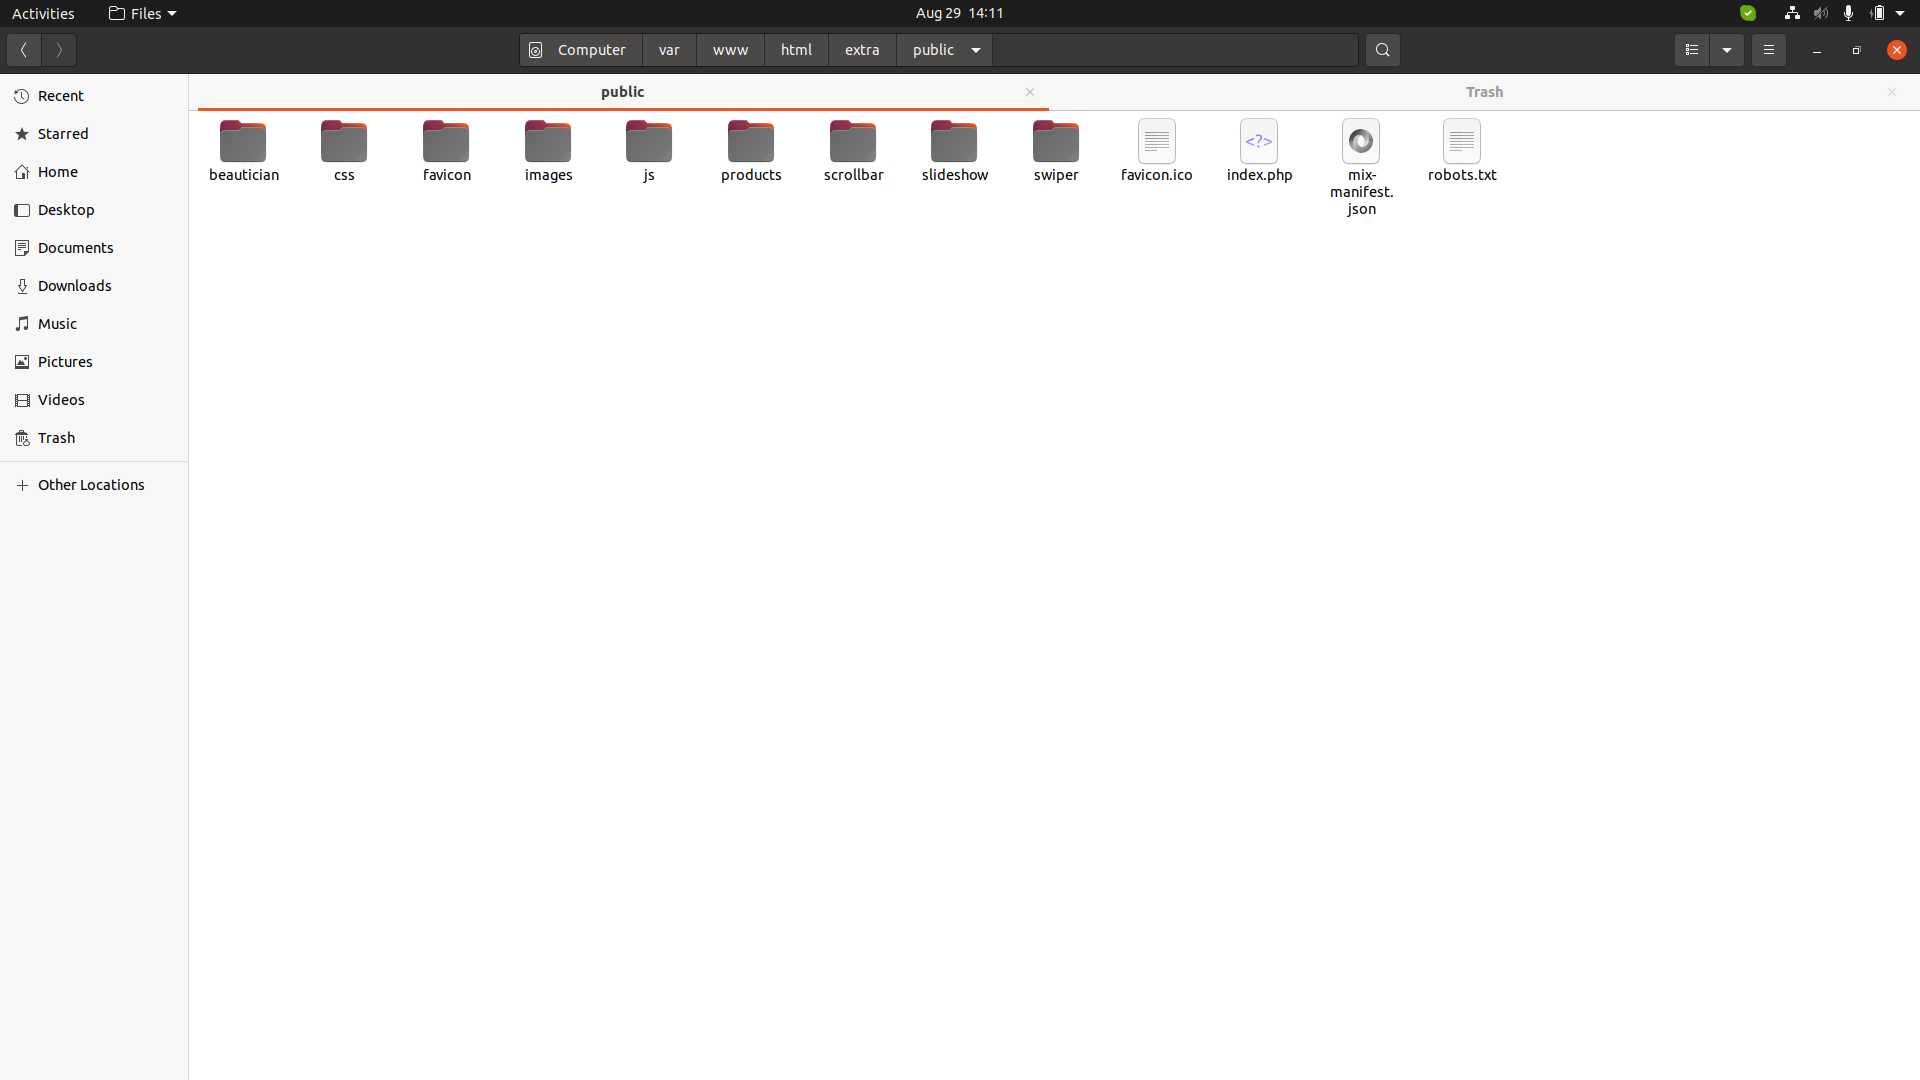 Activities
Files
Aug 29 14:11
Computer
var
www
html
extra
public
Recent
Starred
Home
Desktop
Documents
Downloads
Music
Pictures
Videos
Trash
Other Locations
public
Trash
beautician
css
favicon
images
js
products
scrollbar
slideshow
swiper
favicon.ico
<?>
index.php
mix-
manifest.
json
robots.txt